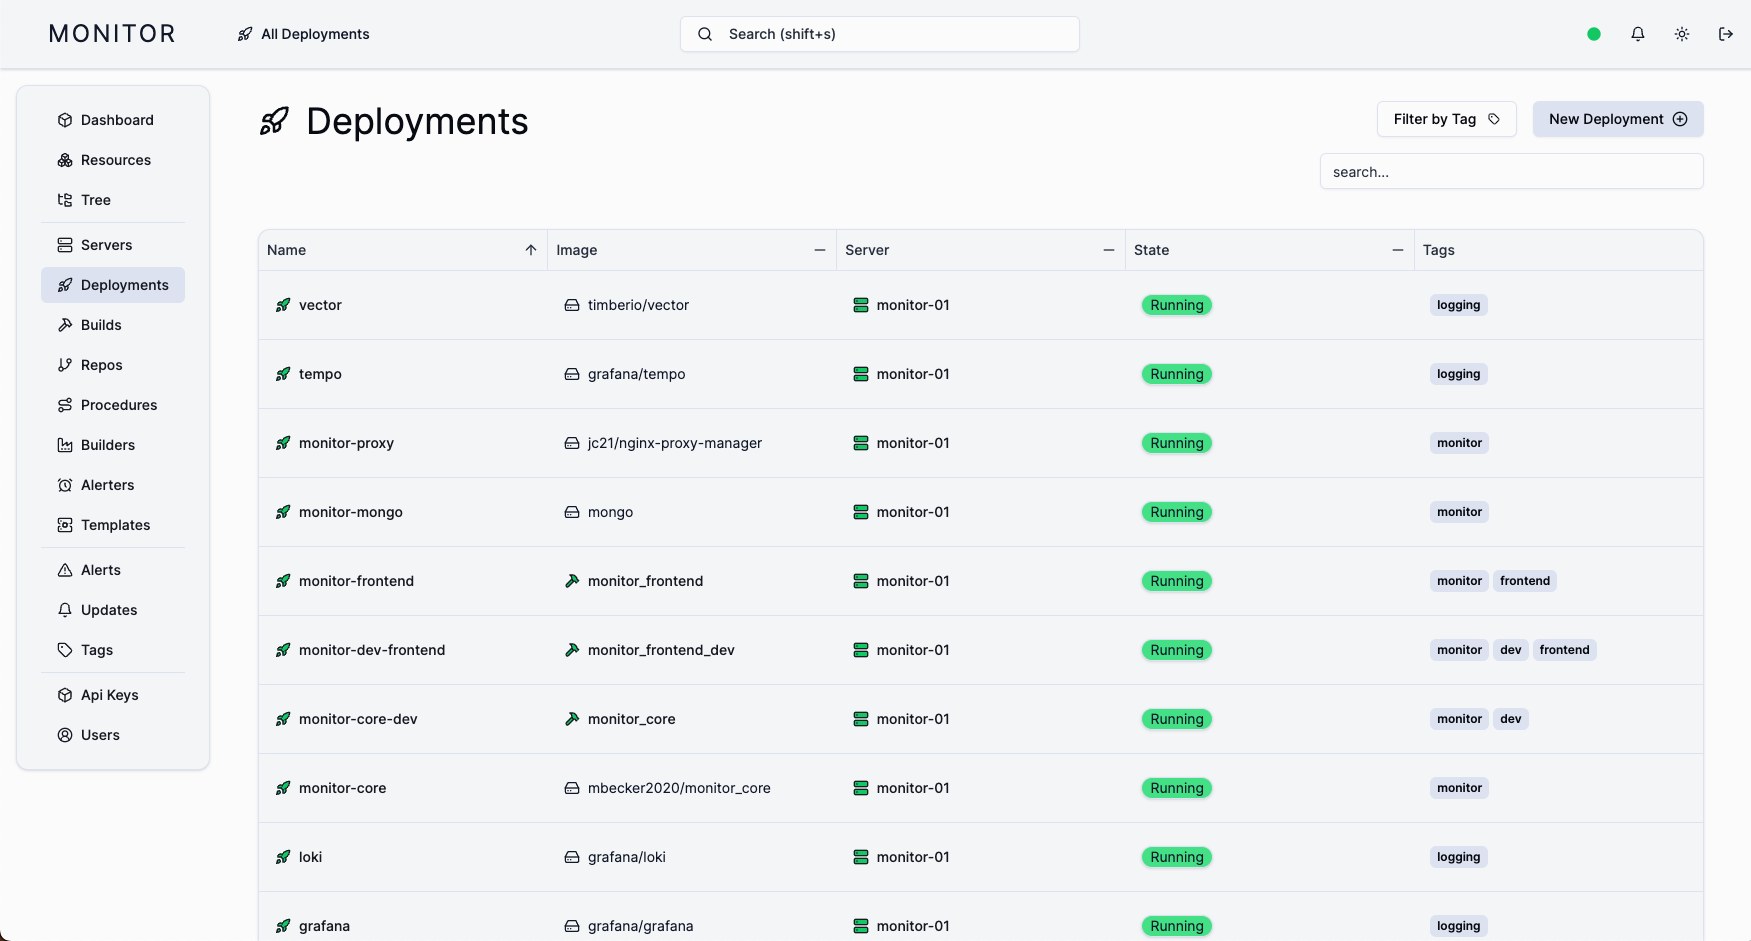 MONITOR
All Deployments
Search (shift+s)
Dashboard
Resources
Tree
Servers
Deployments
Builds
Repos
Procedures
Builders
Alerters
Templates
Alerts
Updates
Tags
Api Keys
Users
Deployments
Filter by Tag
New Deployment
search...
Name Image Server State Tags
vector timberio/vector monitor-01 Running logging
tempo grafana/tempo monitor-01 Running logging
monitor-proxy jc21/nginx-proxy-manager monitor-01 Running monitor
monitor-mongo mongo monitor-01 Running monitor
monitor-frontend monitor_frontend monitor-01 Running monitor frontend
monitor-dev-frontend monitor_frontend_dev monitor-01 Running monitor dev frontend
monitor-core-dev monitor_core monitor-01 Running monitor dev
monitor-core mbecker2020/monitor_core monitor-01 Running monitor
loki grafana/loki monitor-01 Running logging
grafana grafana/grafana monitor-01 Running logging